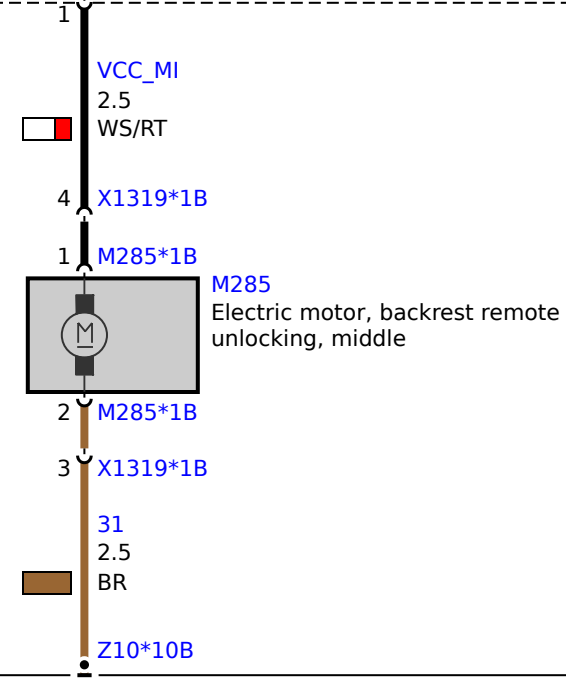 1
VCC_MI
2.5
WS/RT
4 X1319*1B
1 M285*1B
M285
Electric motor, backrest remote
unlocking, middle
M
2 M285*1B
3 X1319*1B
31
2.5
BR
Z10*10B